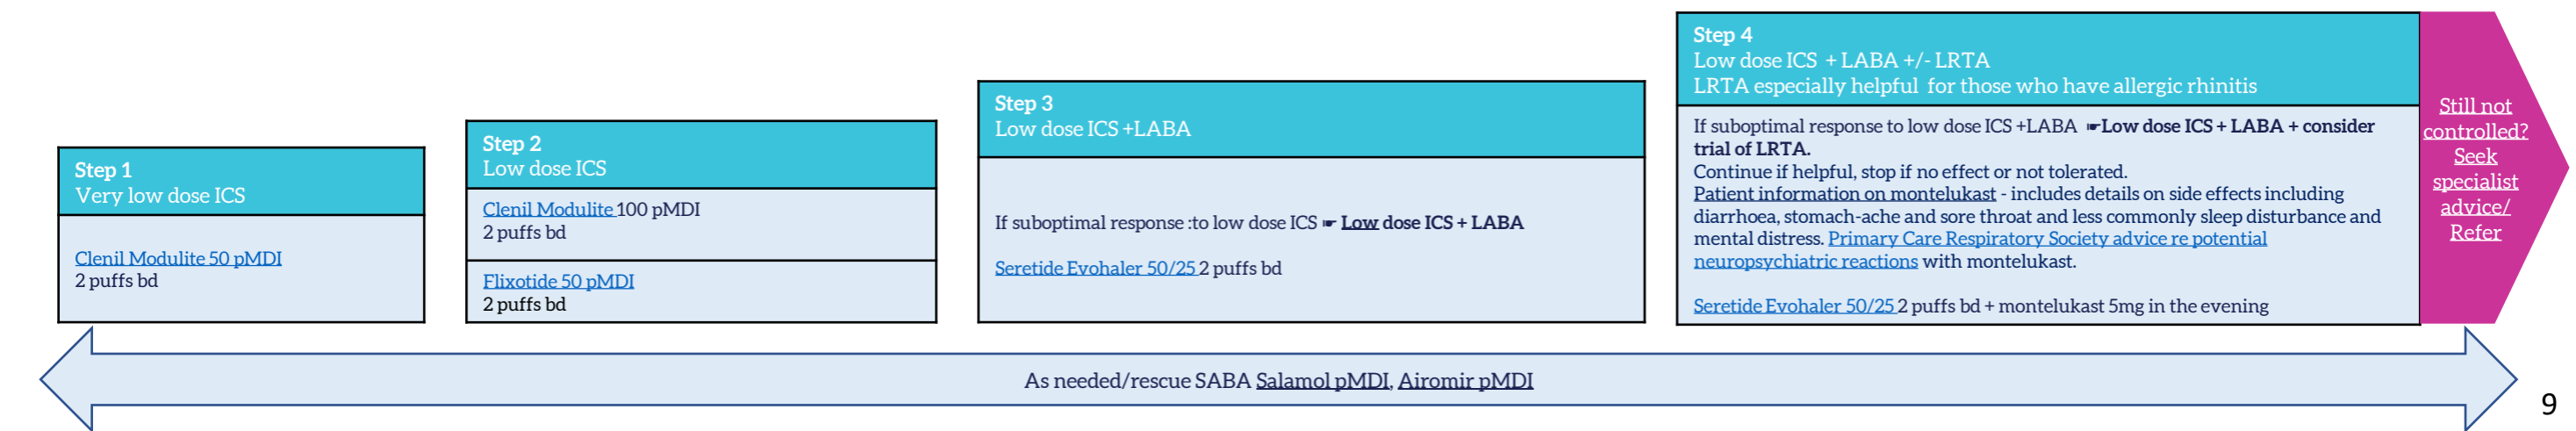 Step 1
Very low dose ICS
Clenil Modulite 50 pMDI
2 puffs bd
Step 2
Low dose ICS
Clenil Modulite 100 pMDI
2 puffs bd
Flixotide 50 pMDI
2 puffs bd
Step 3
Low dose ICS +LABA
If suboptimal response :to low dose ICS ☛ Low dose ICS + LABA
Seretide Evohaler 50/25 2 puffs bd
Step 4
Low dose ICS + LABA +/- LRTA
LRTA especially helpful for those who have allergic rhinitis
If suboptimal response to low dose ICS +LABA ☛Low dose ICS + LABA + consider
trial of LRTA.
Continue if helpful, stop if no effect or not tolerated.
Patient information on montelukast - includes details on side effects including
diarrhoea, stomach-ache and sore throat and less commonly sleep disturbance and
mental distress. Primary Care Respiratory Society advice re potential
neuropsychiatric reactions with montelukast.
Seretide Evohaler 50/25 2 puffs bd + montelukast 5mg in the evening
Still not
controlled?
Seek
specialist
advice/
Refer
As needed/rescue SABA Salamol pMDI, Airomir pMDI
9